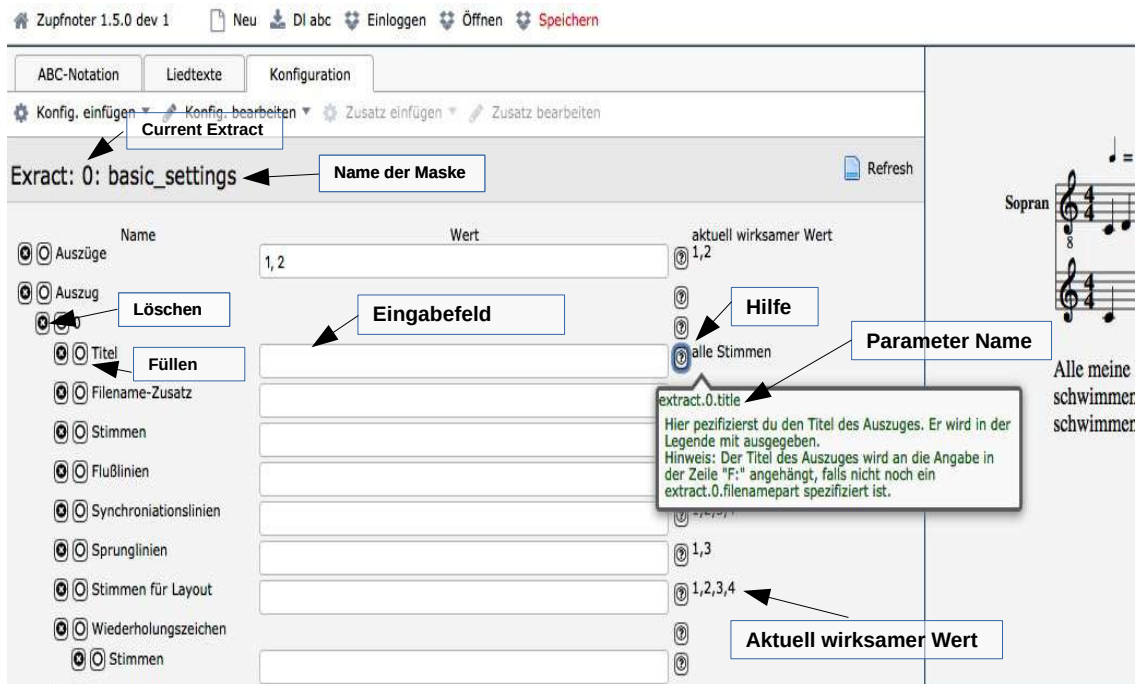 Zupfnoter 1.5.0 dev 1 Neu Dl abc Einloggen Öffnen Speichern
ABC-Notation Liedtexte Konfiguration
Konfig. einfügen Konfig. bearbeiten Zusatz einfügen Zusatz bearbeiten
Current Extract
Exract: 0: basic_settings Name der Maske Refresh
Name Wert aktuell wirksamer Wert
Auszüge 1, 2 1,2
Auszug
Löschen Eingabefeld Hilfe
0
Titel alle Stimmen Parameter Name
Füllen
Filename-Zusatz extract.0.title
Hier pezifizierst du den Titel des Auszuges. Er wird in der
Legende mit ausgegeben.
Hinweis: Der Titel des Auszuges wird an die Angabe in
der Zeile "F:" angehängt, falls nicht noch ein
extract.0.filenamepart spezifiziert ist.
Stimmen
Flußlinien
Synchroniationslinien
Sprunglinien 1,3
Stimmen für Layout 1,2,3,4
Wiederholungszeichen
Aktuell wirksamer Wert
Stimmen
Sopran
8
Alle meine
schwimmen
schwimmen